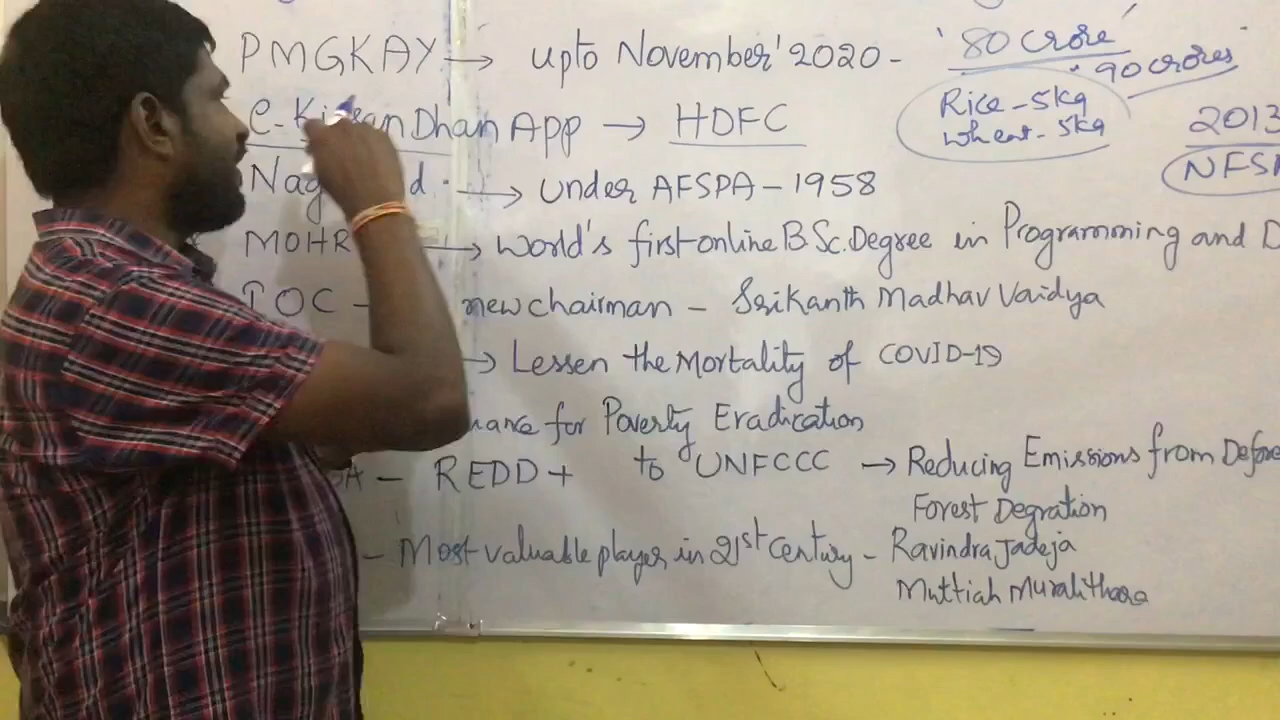 PMGKAY → upto November' 2020 - '80 Crore'
90 crores'
Rice - 5kg
wheat - 5kg
2013
NFSA
e-Kisan Dhan App → HDFC
Nag d → Under AFSPA - 1958
MOHR → World's first online B.Sc. Degree in Programming and D
IOC - new chairman - Srikanth Madhav Vaidya
→ Lessen the Mortality of COVID-19
for Poverty Eradication
- REDD+ to UNFCCC → Reducing Emissions from Defore
Forest Degration
- Most valuable player in 21st Century - Ravindra Jadeja
Muttiah Muralithara